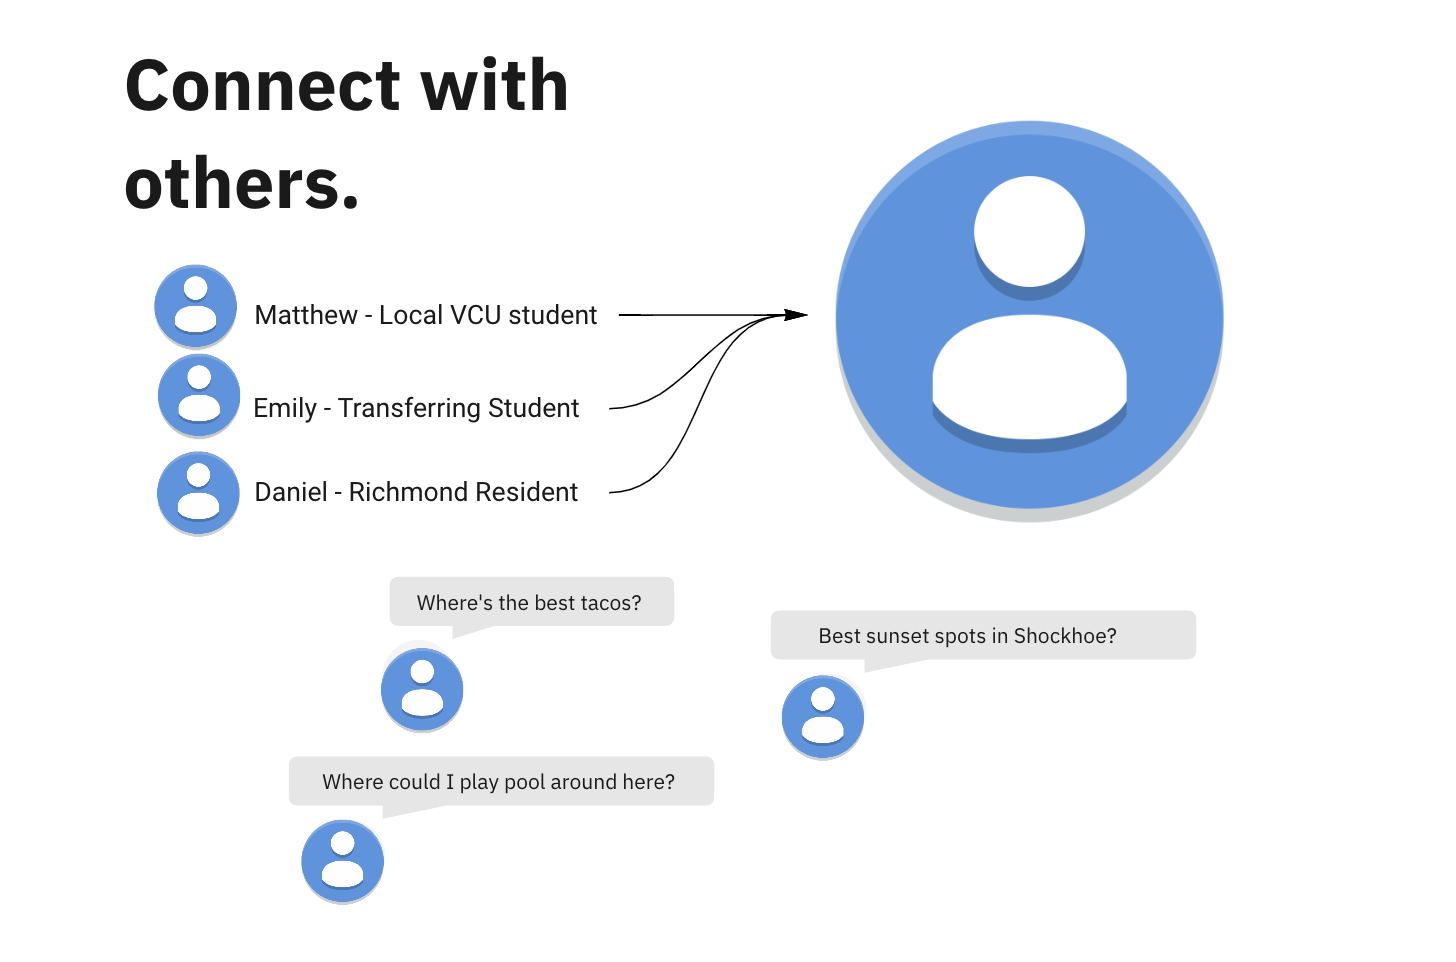 Connect with
others.
Matthew - Local VCU student
Emily - Transferring Student
Daniel - Richmond Resident
Where's the best tacos?
Best sunset spots in Shockhoe?
Where could I play pool around here?